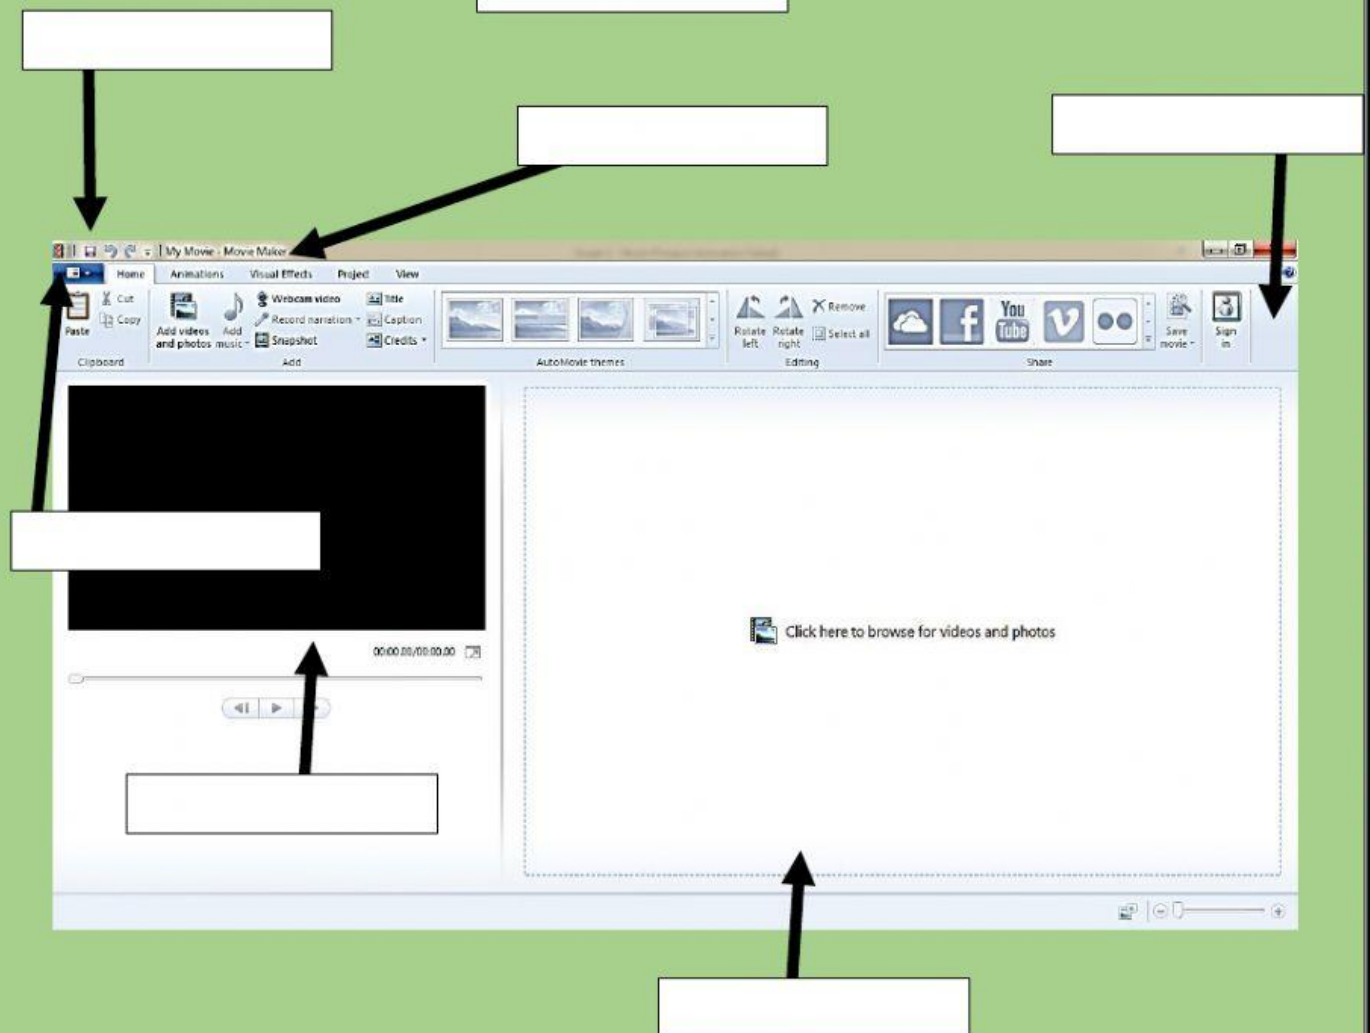 My Movie - Movie Maker
Home Animations Visual Effects Project View
Paste
Cut
Copy
Clipboard
Add videos and photos
Add music
Webcam video
Record narration
Snapshot
Title
Caption
Credits
Add
AutoMovie themes
Rotate left
Rotate right
Remove
Select all
Editing
You Tube
Share
Save movie
Sign in
00:00.00/00:00.00
Click here to browse for videos and photos